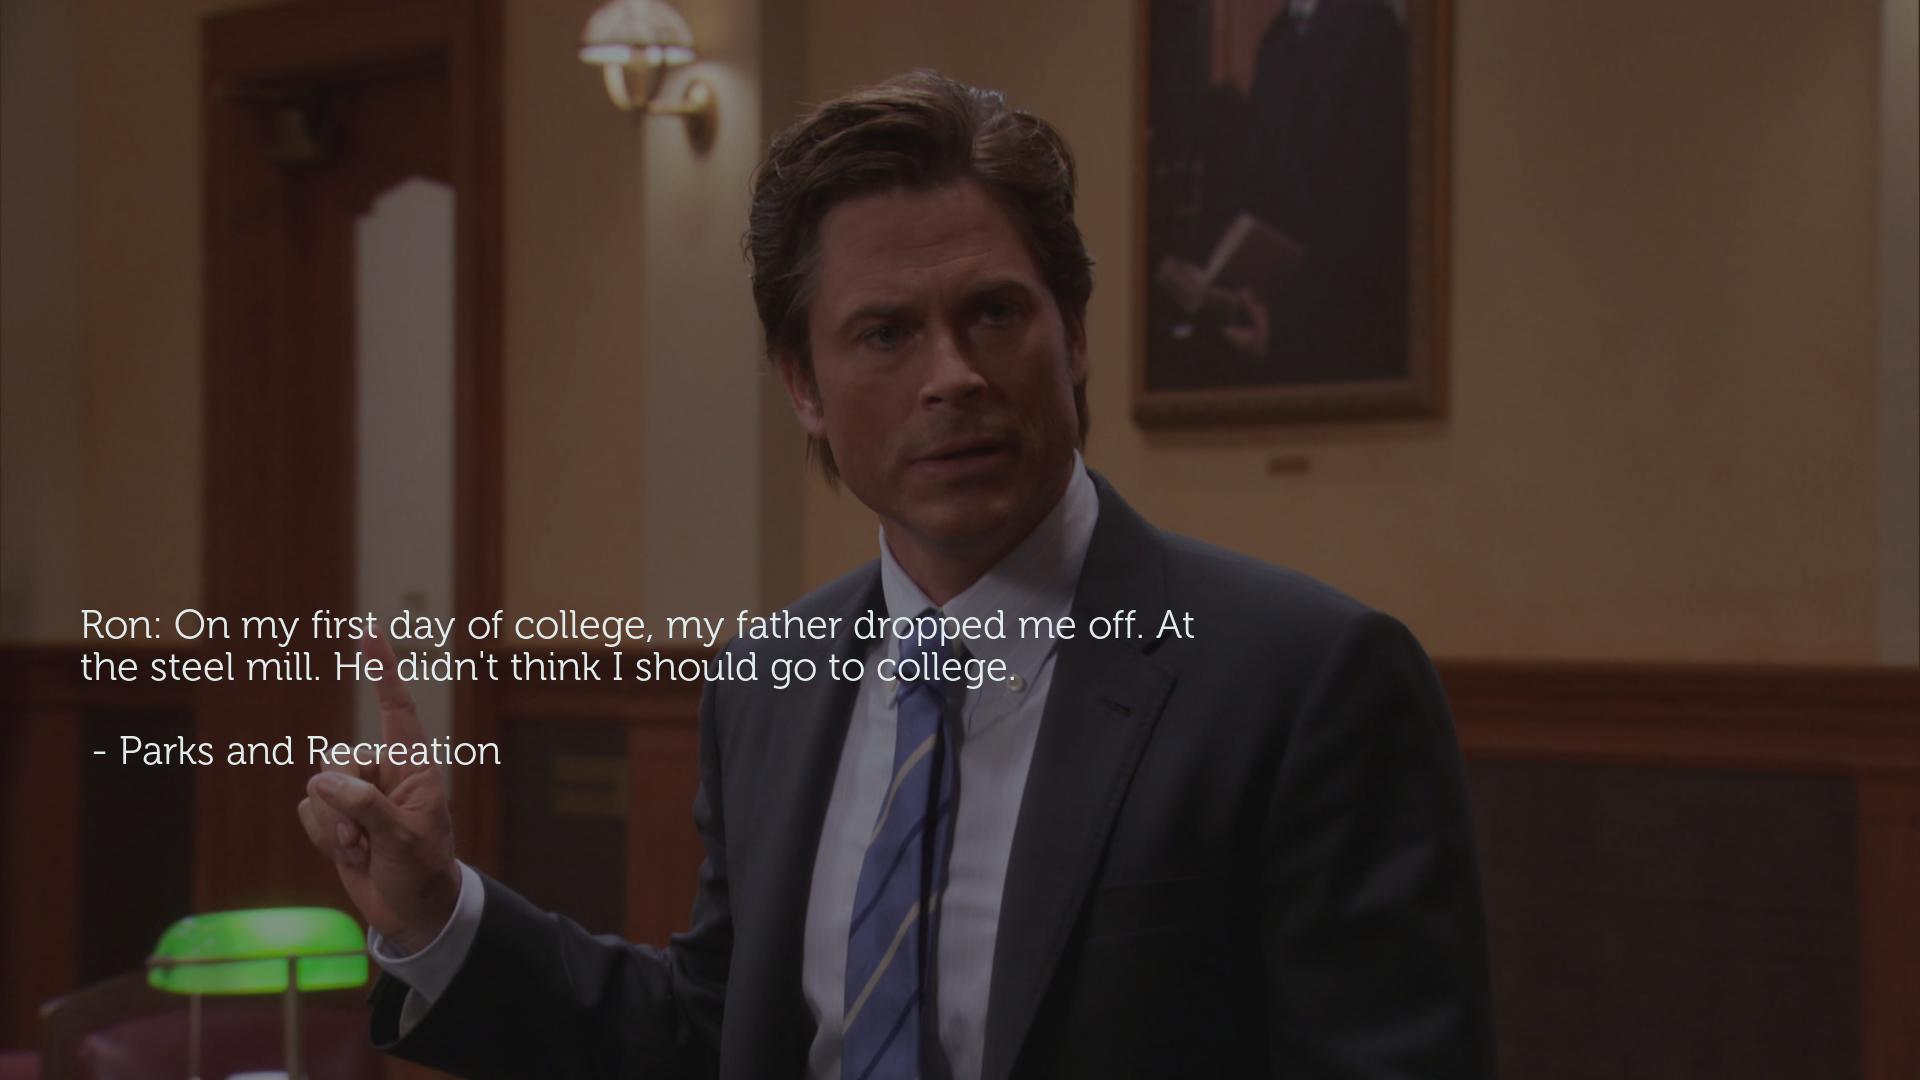 Ron: On my first day of college, my father dropped me off. At
the steel mill. He didn't think I should go to college.
- Parks and Recreation